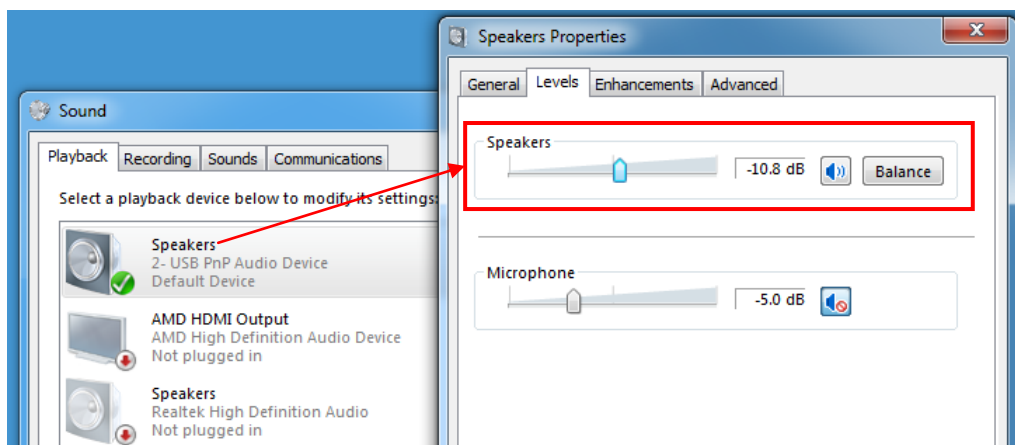 Sound
Playback
Recording
Sounds
Communications
Select a playback device below to modify its settings:
Speakers
2- USB PnP Audio Device
Default Device
AMD HDMI Output
AMD High Definition Audio Device
Not plugged in
Speakers
Realtek High Definition Audio
Not plugged in
Speakers Properties
General
Levels
Enhancements
Advanced
Speakers
-10.8 dB
Balance
Microphone
-5.0 dB